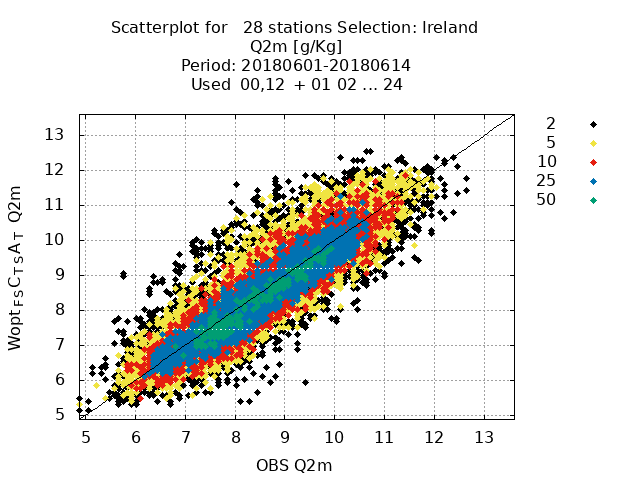 Scatterplot for   28 stations Selection: Ireland
Q2m [g/Kg]
Period: 20180601-20180614
Used  00,12  + 01 02 ... 24
2
5
10
25
50
13
12
11
10
9
8
7
6
5
Wopt FS C TS A T  Q2m
5 6 7 8 9 10 11 12 13
OBS Q2m